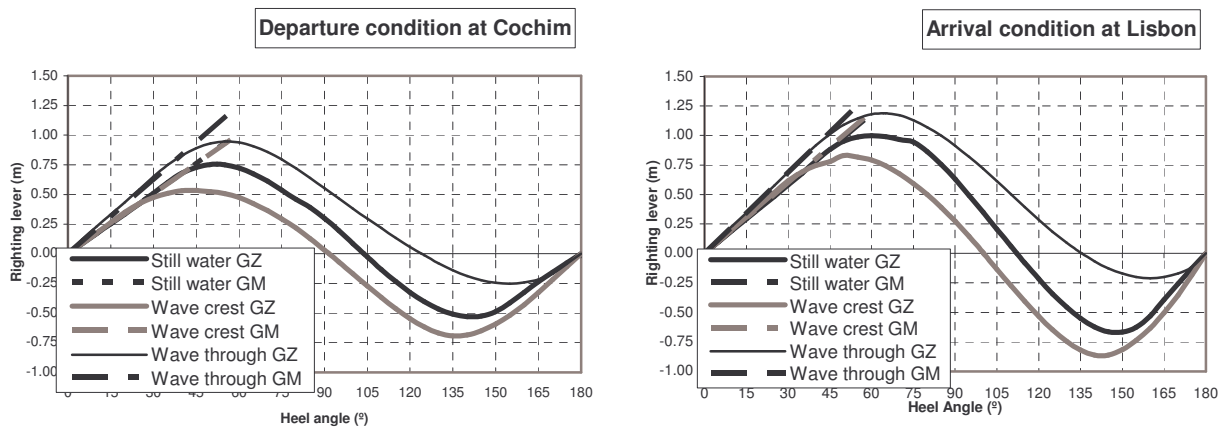 Departure condition at Cochim
1.50
1.25
1.00
0.75
0.50
0.25
0.00
-0.25
-0.50
-0.75
-1.00
Righting lever (m)
Still water GZ
Still water GM
Wave crest GZ
Wave crest GM
Wave through GZ
Wave through GM
0 15 30 45 60 75 90 105 120 135 150 165 180
Heel angle (º)
Arrival condition at Lisbon
1.50
1.25
1.00
0.75
0.50
0.25
0.00
-0.25
-0.50
-0.75
-1.00
Righting lever (m)
Still water GZ
Still water GM
Wave crest GZ
Wave crest GM
Wave through GZ
Wave through GM
0 15 30 45 60 75 90 105 120 135 150 165 180
Heel Angle (º)